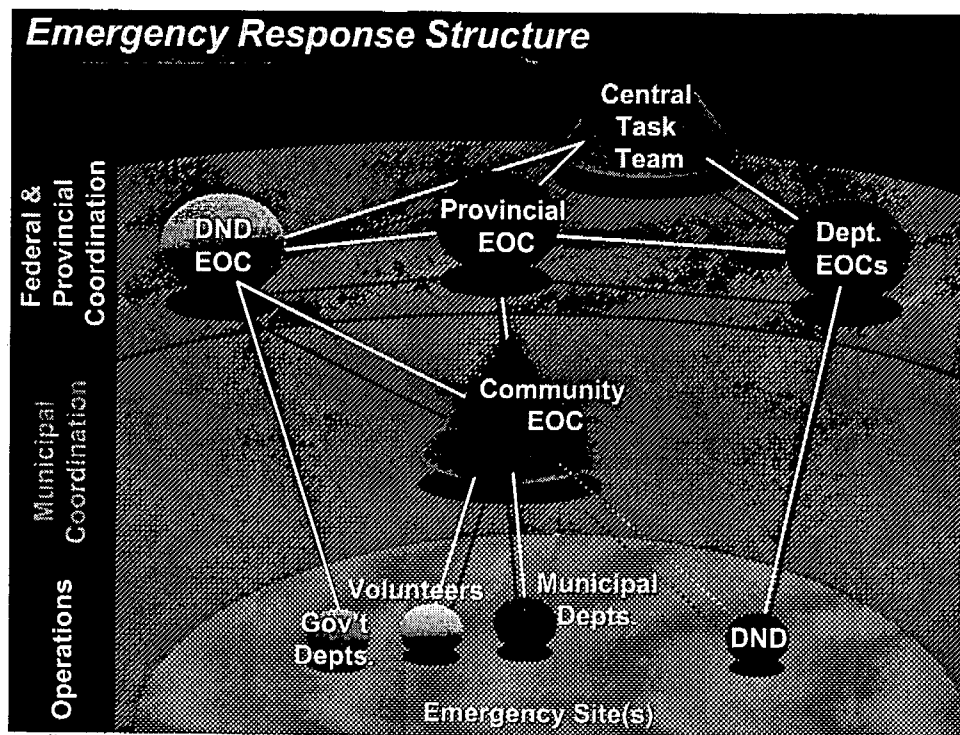 Emergency Response Structure
Central
Task
Team
Federal &
Provincial
Coordination
DND
EOC
Provincial
EOC
Dept.
EOCs
Municipal
Coordination
Community
EOC
Operations
Volunteers
Municipal
Depts.
Gov't
Depts.
DND
Emergency Site(s)